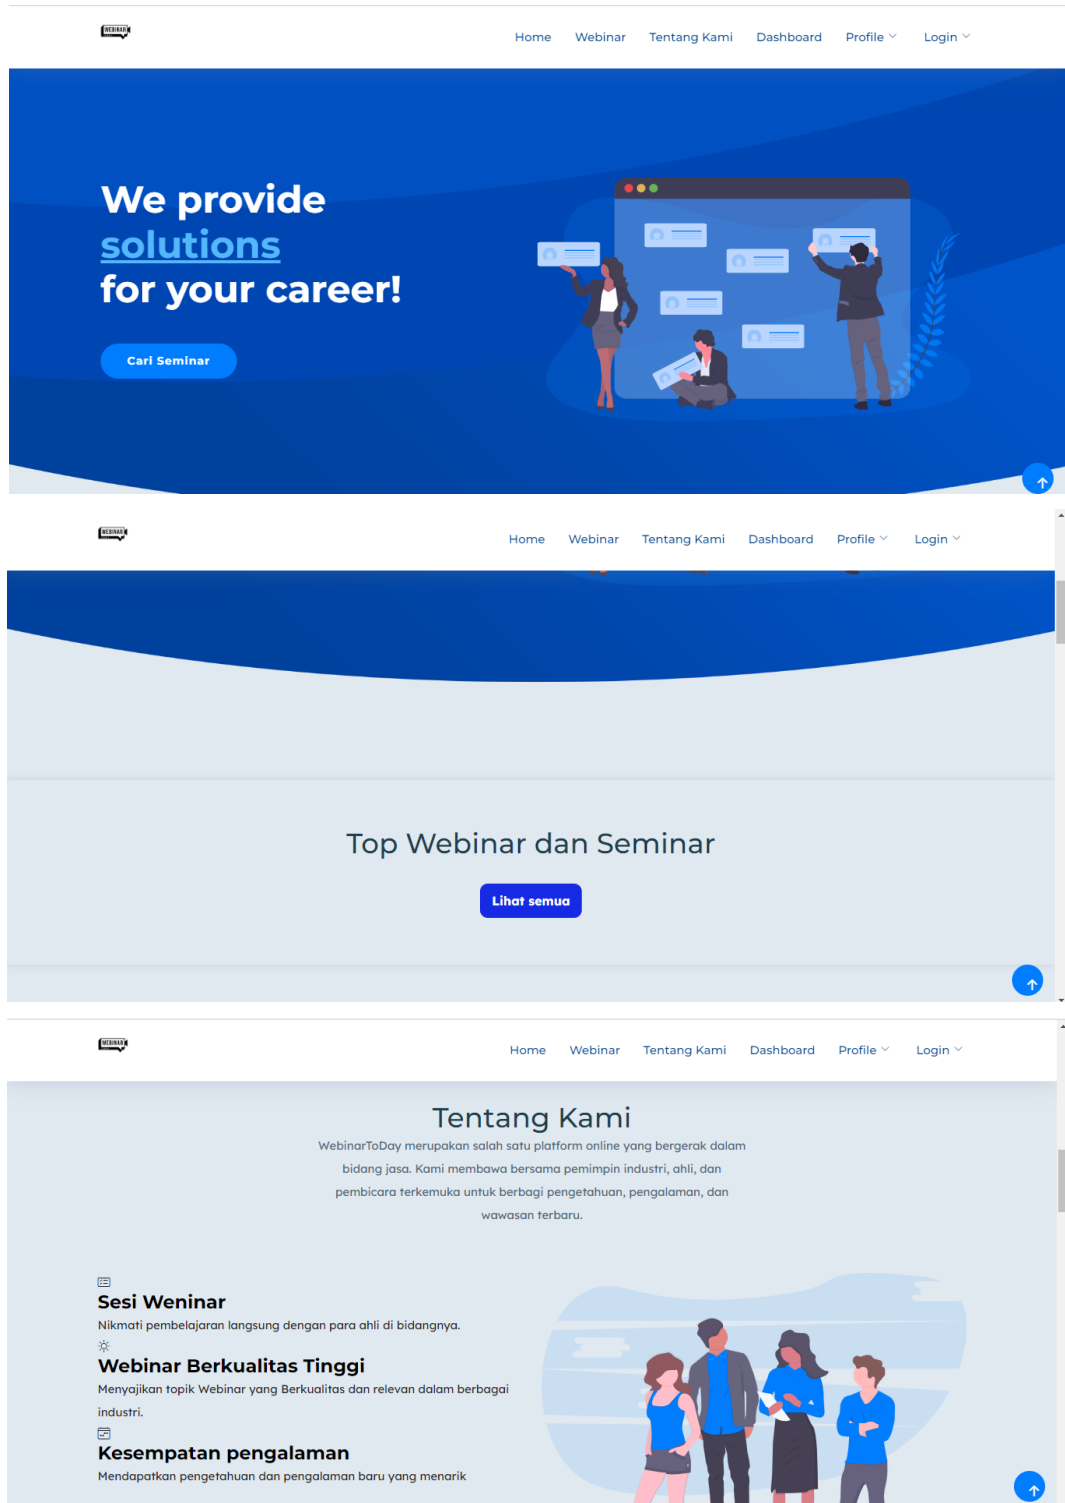 WEBINAR
Home Webinar Tentang Kami Dashboard Profile Login
We provide
solutions
for your career!
Cari Seminar
WEBINAR
Home Webinar Tentang Kami Dashboard Profile Login
Top Webinar dan Seminar
Lihat semua
WEBINAR
Home Webinar Tentang Kami Dashboard Profile Login
Tentang Kami
WebinarToDay merupakan salah satu platform online yang bergerak dalam
bidang jasa. Kami membawa bersama pemimpin industri, ahli, dan
pembicara terkemuka untuk berbagi pengetahuan, pengalaman, dan
wawasan terbaru.
Sesi Weninar
Nikmati pembelajaran langsung dengan para ahli di bidangnya.
Webinar Berkualitas Tinggi
Menyajikan topik Webinar yang Berkualitas dan relevan dalam berbagai
industri.
Kesempatan pengalaman
Mendapatkan pengetahuan dan pengalaman baru yang menarik